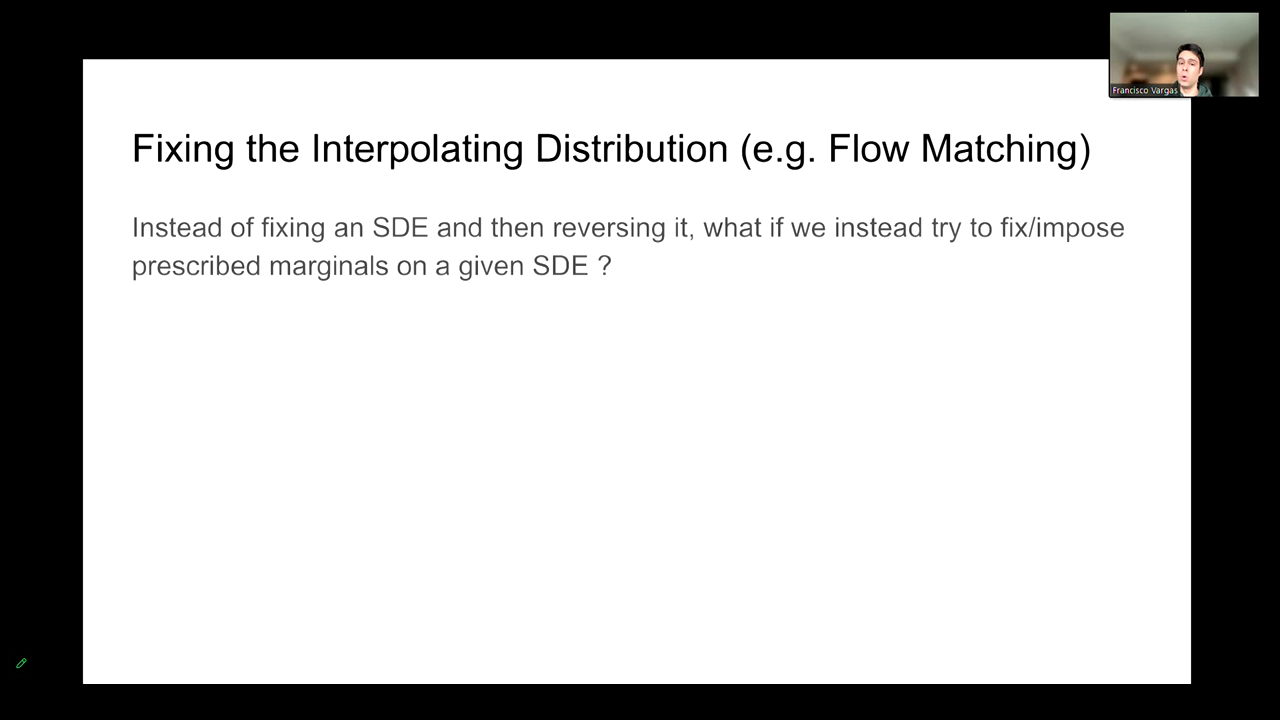 Francisco Vargas
Fixing the Interpolating Distribution (e.g. Flow Matching)
Instead of fixing an SDE and then reversing it, what if we instead try to fix/impose
prescribed marginals on a given SDE ?